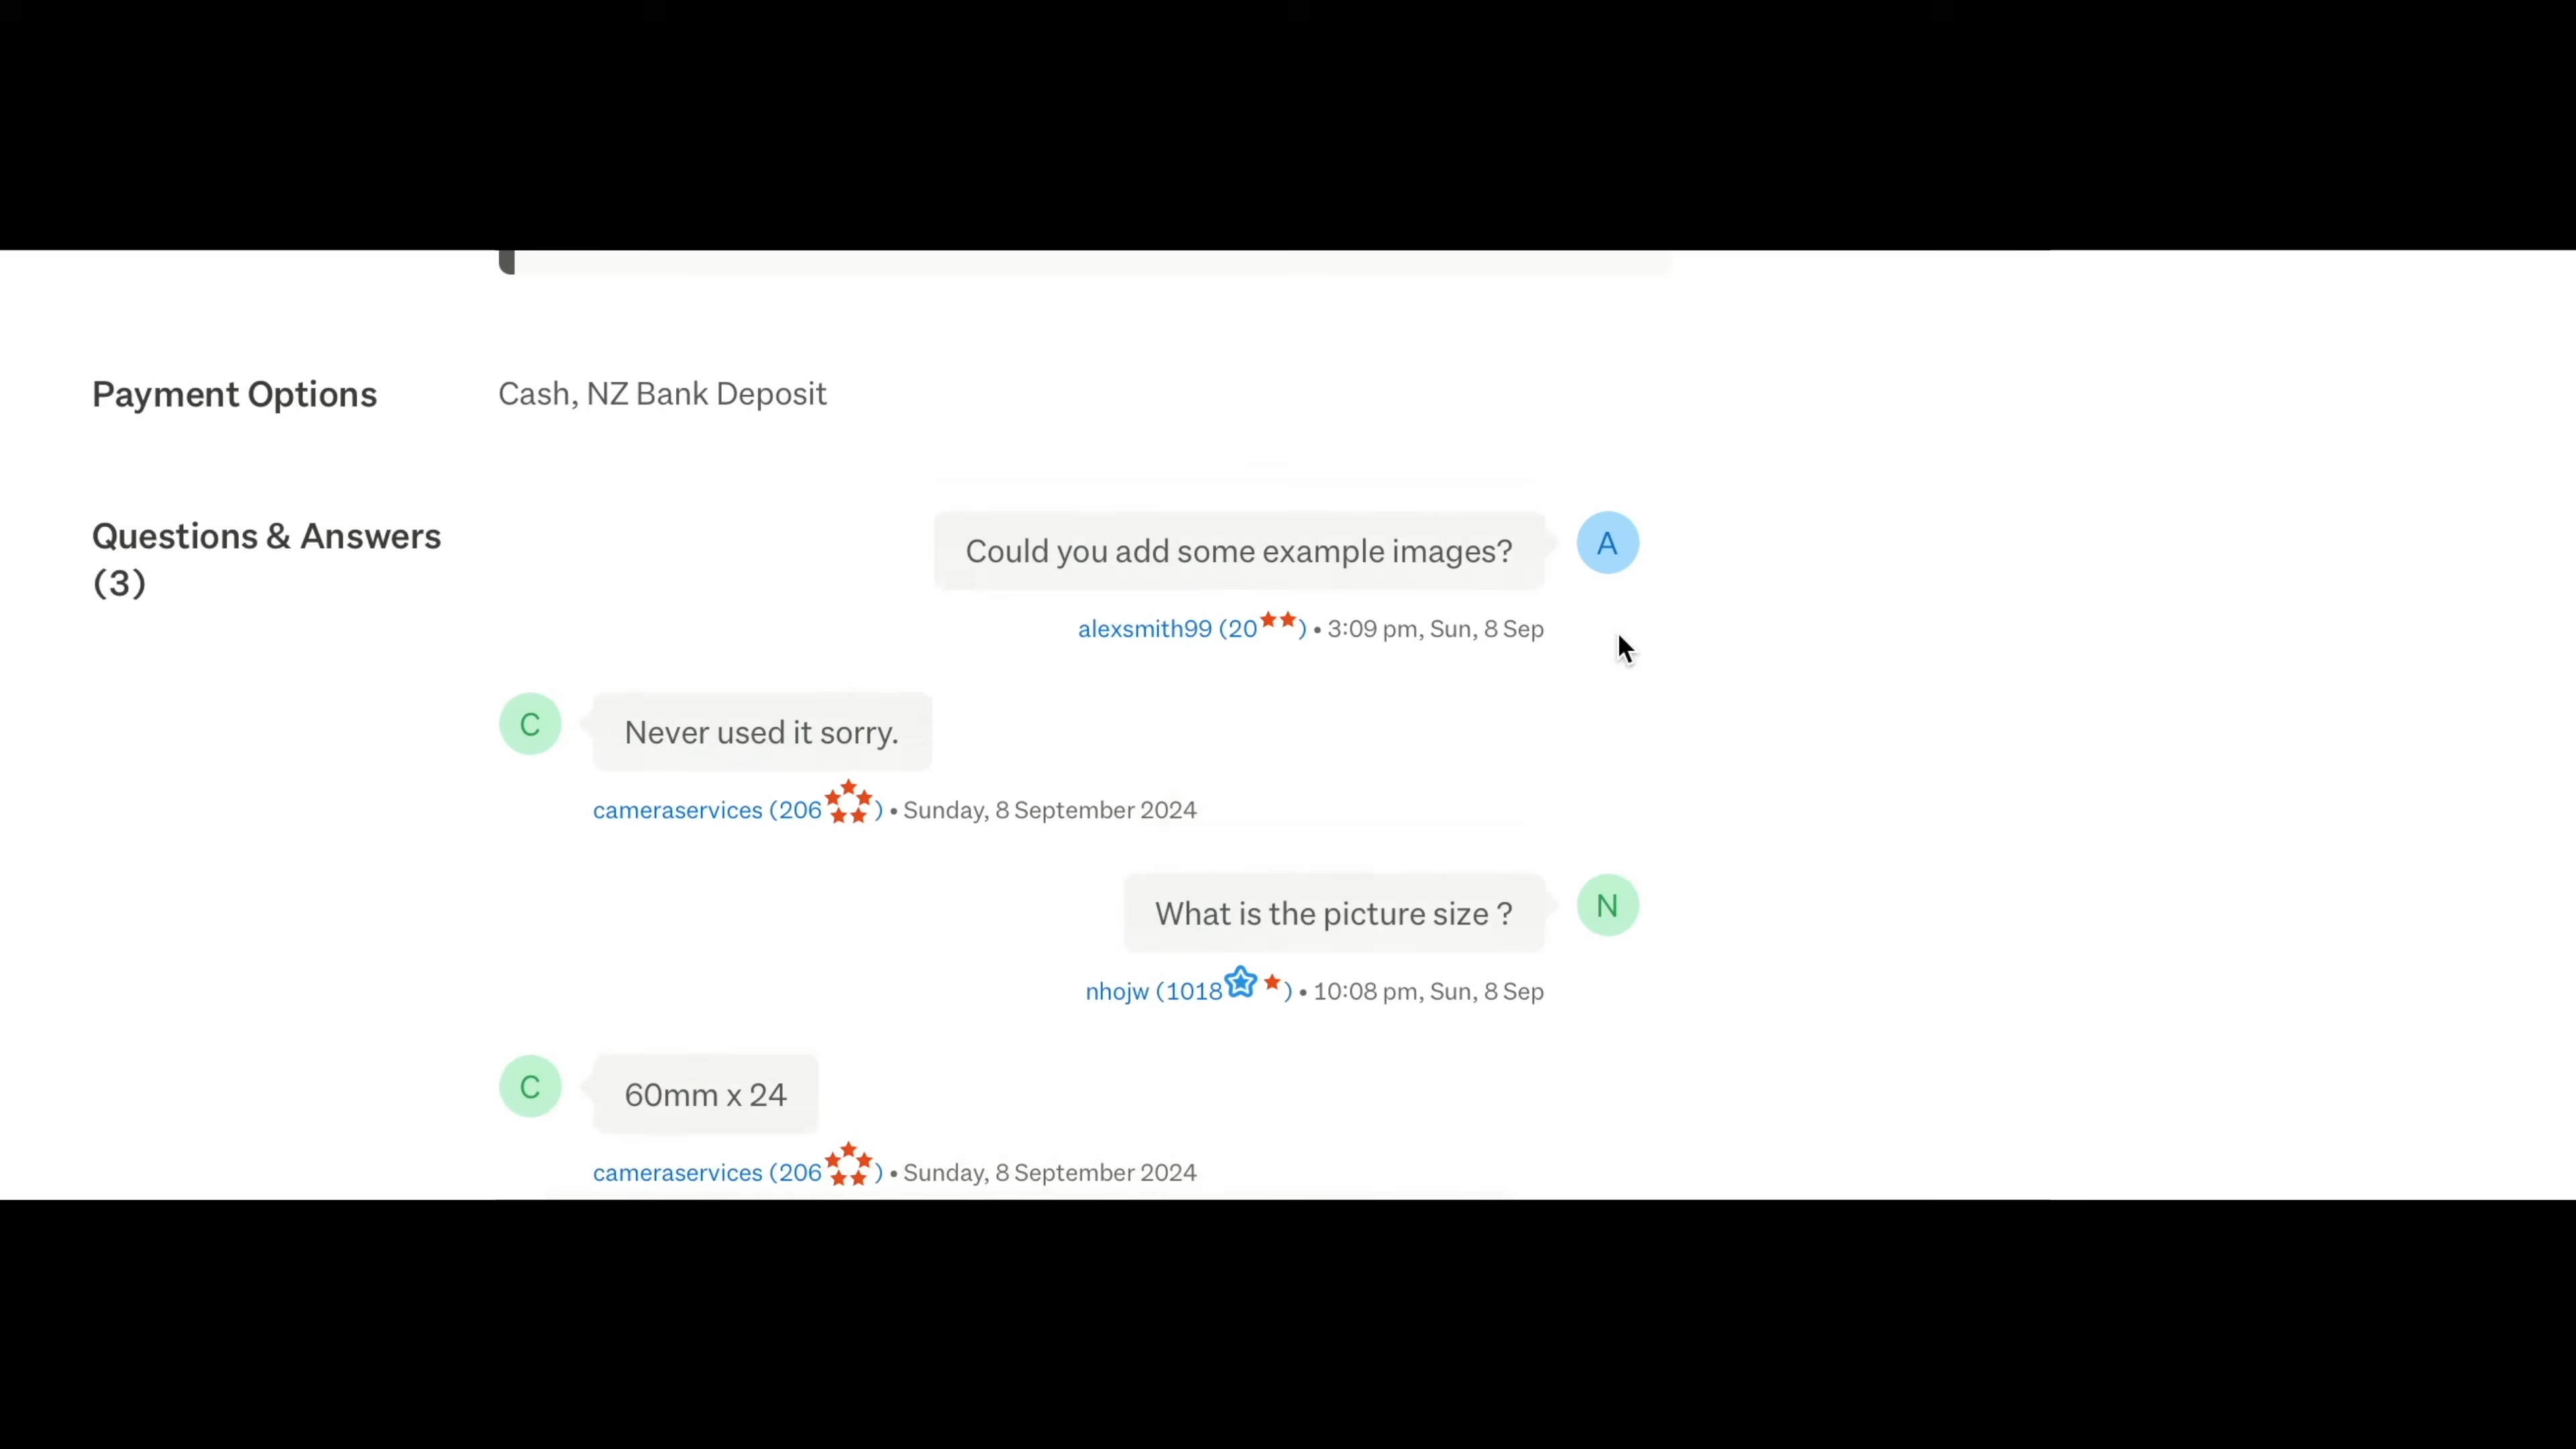 Payment Options
Cash, NZ Bank Deposit
Questions & Answers
(3)
Could you add some example images?
A
alexsmith99 (20) • 3:09 pm, Sun, 8 Sep
C
Never used it sorry.
cameraservices (206) • Sunday, 8 September 2024
What is the picture size ?
N
nhojw (1018) • 10:08 pm, Sun, 8 Sep
C
60mm x 24
cameraservices (206) • Sunday, 8 September 2024